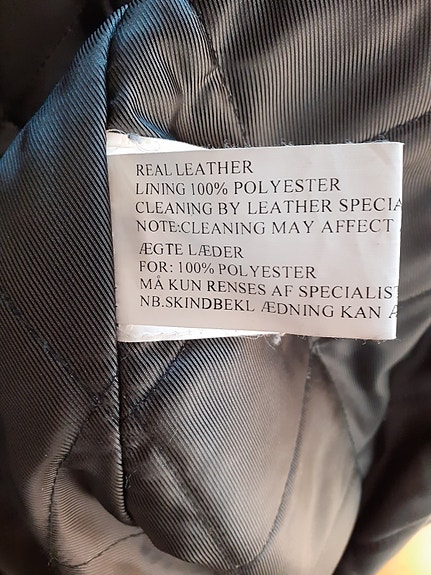 REAL LEATHER
LINING 100% POLYESTER
CLEANING BY LEATHER SPECIA
NOTE:CLEANING MAY AFFECT
ÆGTE LÆDER
FOR: 100% POLYESTER
MÅ KUN RENSES AF SPECIALIS
NB.SKINDBEKL ÆDNING KAN